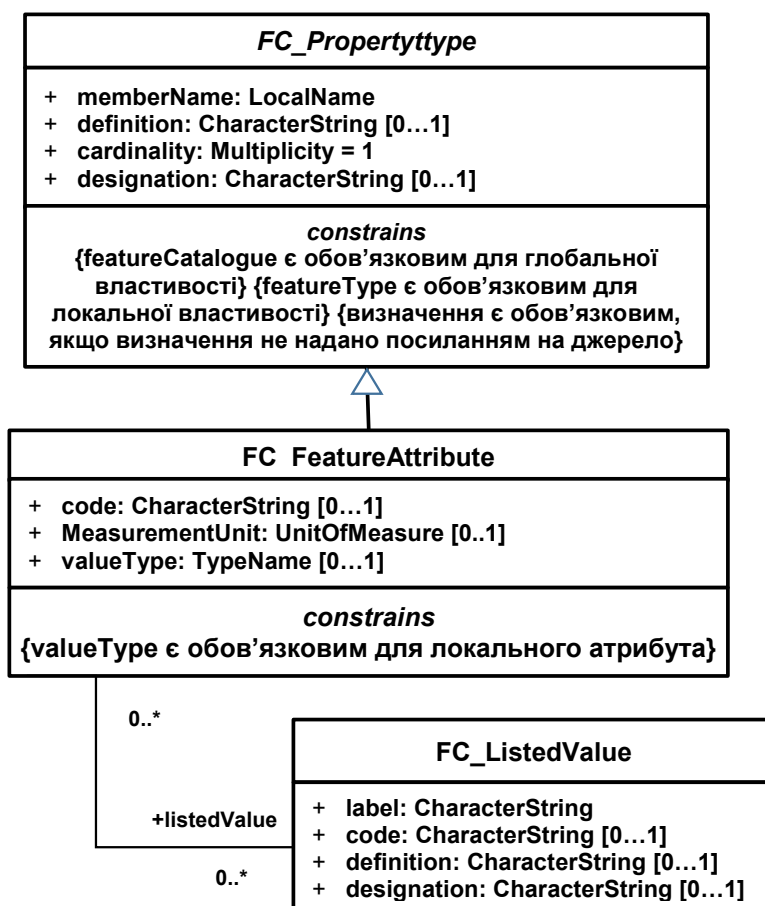 FC_Propertyttype
+ memberName: LocalName
+ definition: CharacterString [0…1]
+ cardinality: Multiplicity = 1
+ designation: CharacterString [0…1]
constrains
{featureCatalogue є обов’язковим для глобальної
властивості} {featureType є обов’язковим для
локальної властивості} {визначення є обов’язковим,
якщо визначення не надано посиланням на джерело}
FC_FeatureAttribute
+ code: CharacterString [0…1]
+ MeasurementUnit: UnitOfMeasure [0..1]
+ valueType: TypeName [0…1]
constrains
{valueType є обов’язковим для локального атрибута}
0..*
FC_ListedValue
+listedValue
0..*
+ label: CharacterString
+ code: CharacterString [0…1]
+ definition: CharacterString [0…1]
+ designation: CharacterString [0…1]